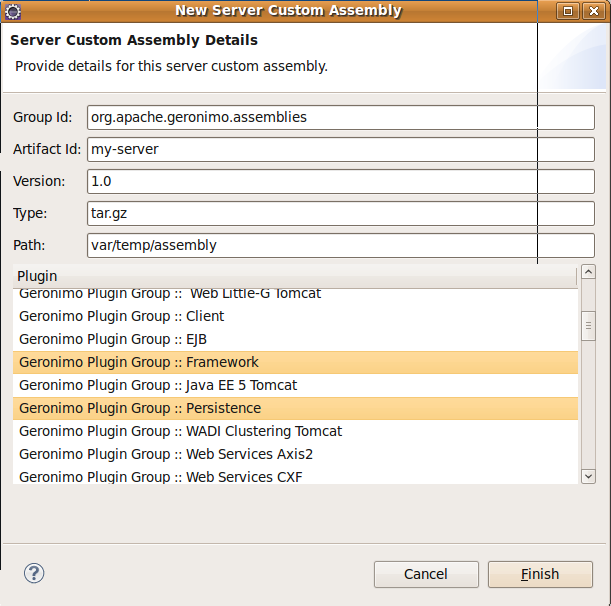 New Server Custom Assembly
Server Custom Assembly Details
Provide details for this server custom assembly.
Group Id: org.apache.geronimo.assemblies
Artifact Id: my-server
Version: 1.0
Type: tar.gz
Path: var/temp/assembly
Plugin
Geronimo Plugin Group :: Web Little-G Tomcat
Geronimo Plugin Group :: Client
Geronimo Plugin Group :: EJB
Geronimo Plugin Group :: Framework
Geronimo Plugin Group :: Java EE 5 Tomcat
Geronimo Plugin Group :: Persistence
Geronimo Plugin Group :: WADI Clustering Tomcat
Geronimo Plugin Group :: Web Services Axis2
Geronimo Plugin Group :: Web Services CXF
? Cancel Finish